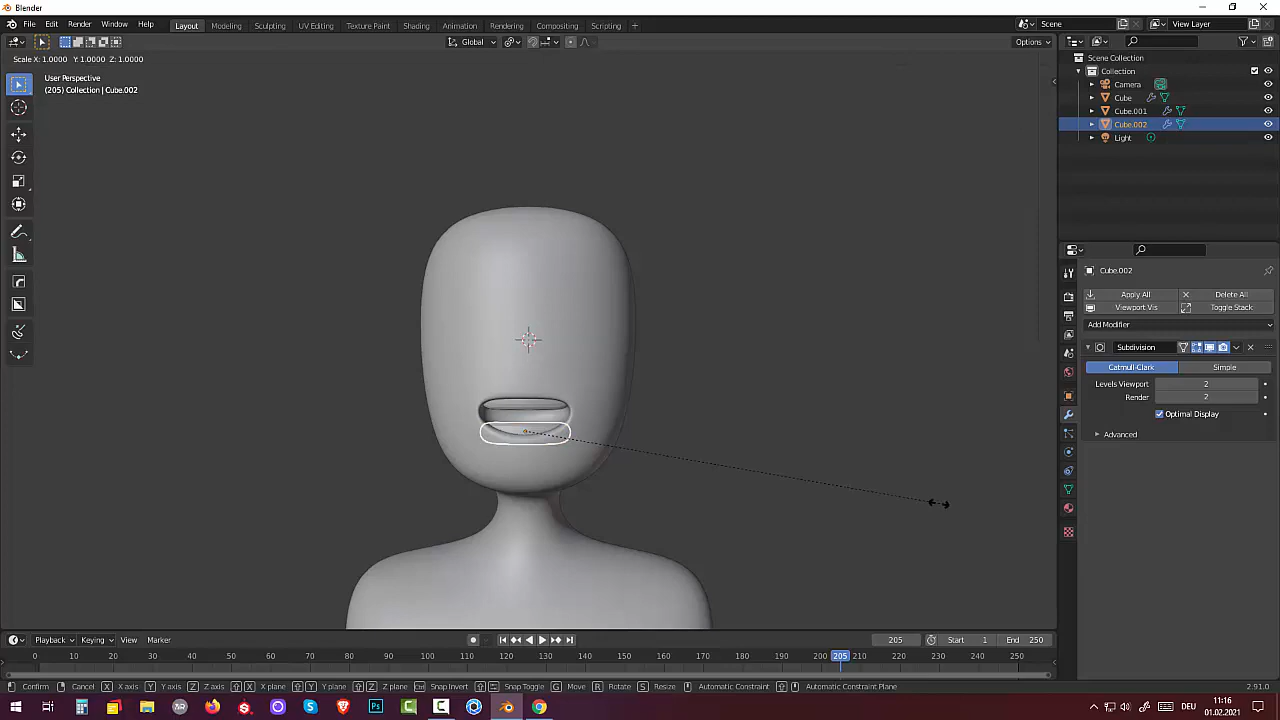 Blender
File Edit Render Window Help Layout Modeling Sculpting UV Editing Texture Paint Shading Animation Rendering Compositing Scripting + Scene View Layer
Global Options
Scale X: 1.0000 Y: 1.0000 Z: 1.0000
User Perspective
(205) Collection | Cube.002
Scene Collection
Collection
Camera
Cube
Cube.001
Cube.002
Light
Cube.002
Apply All Delete All
Viewport Vis Toggle Stack
Add Modifier
Subdivision
Catmull-Clark Simple
Levels Viewport 2
Render 2
Optimal Display
Advanced
Playback Keying View Marker 205 Start 1 End 250
0 10 20 30 40 50 60 70 80 90 100 110 120 130 140 150 160 170 180 190 200 205 210 220 230 240 250
Confirm Cancel X X axis Y Y axis Z Z axis X X plane Y Y plane Z Z plane Snap Invert Snap Toggle G Move R Rotate S Resize Automatic Constraint Automatic Constraint Plane
2.91.0
DEU
11:16
01.02.2021